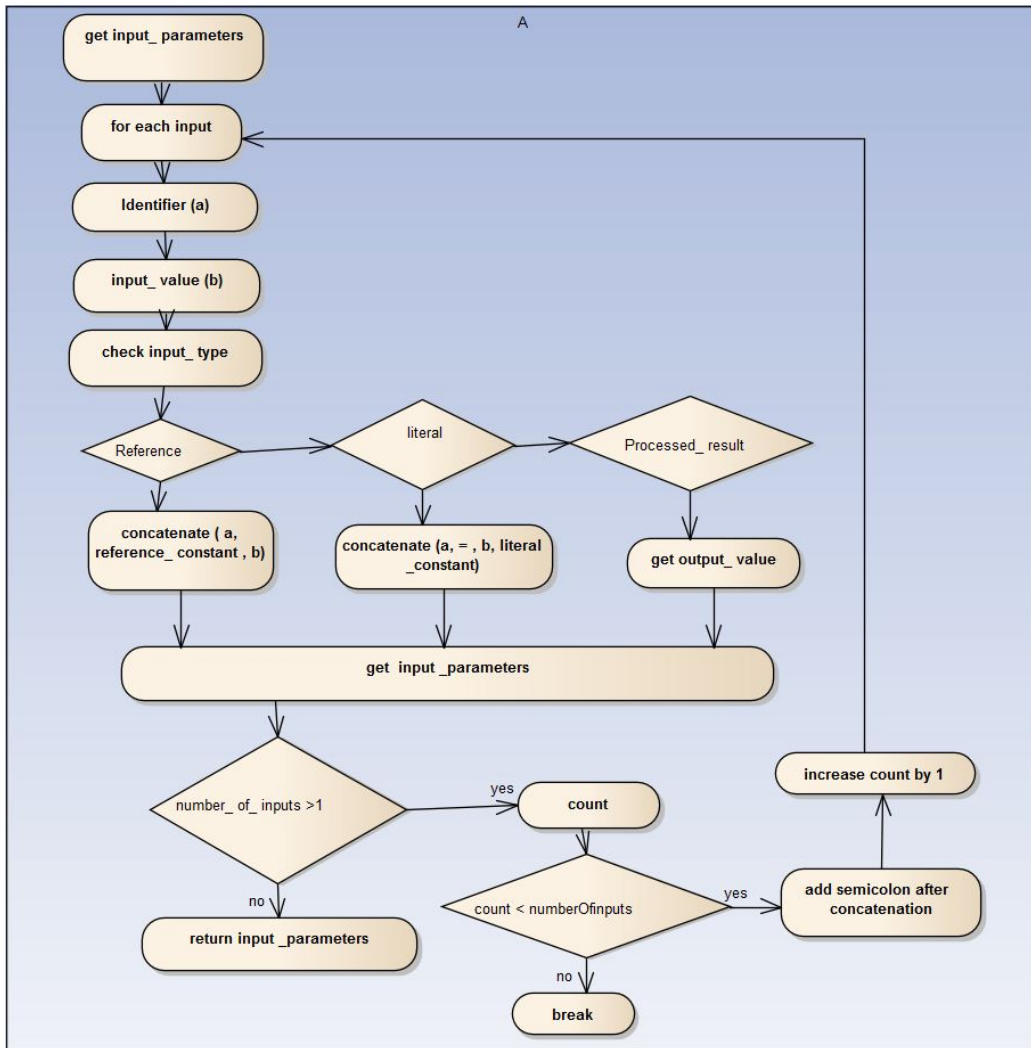 A
get input_ parameters
for each input
Identifier (a)
input_ value (b)
check input_ type
Reference
literal
Processed_ result
concatenate ( a,
reference_ constant , b)
concatenate (a, = , b, literal
_constant)
get output_ value
get input _parameters
number_ of_ inputs >1
yes
count
increase count by 1
no
count < numberOfinputs
yes
add semicolon after
concatenation
return input _parameters
no
break